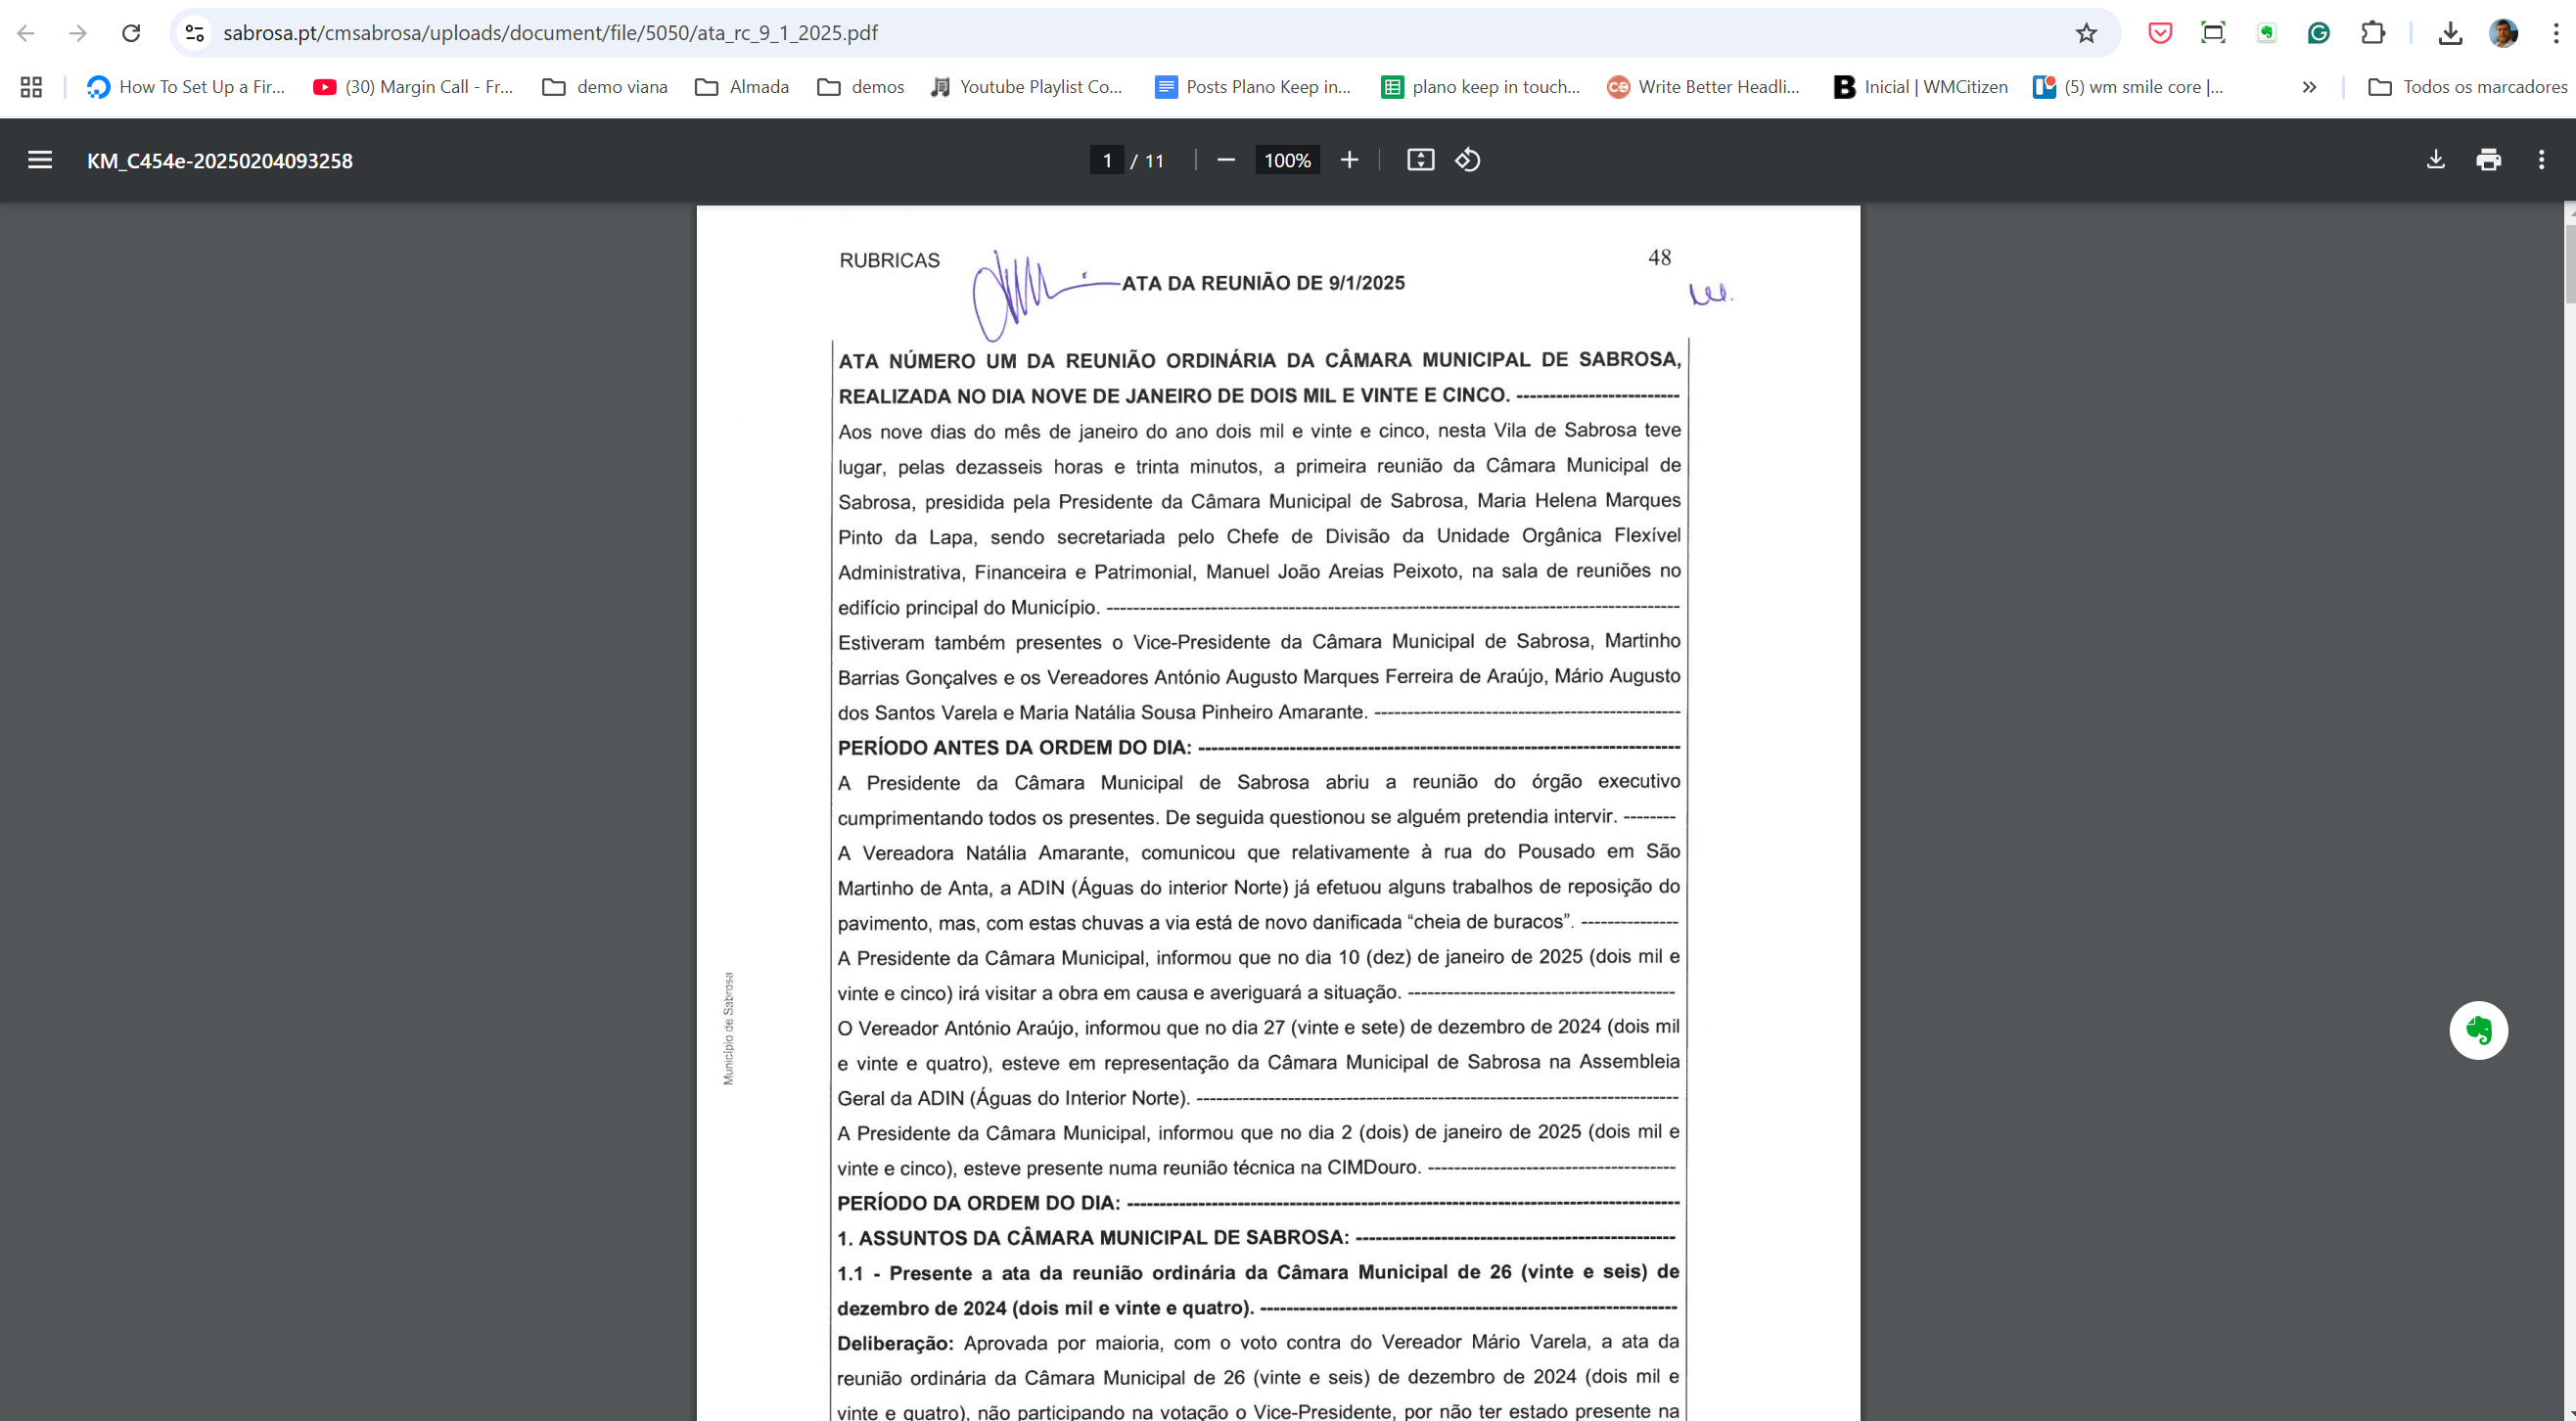 sabrosa.pt/cmsabrosa/uploads/document/file/5050/ata_rc_9_1_2025.pdf
How To Set Up a Fir... (30) Margin Call - Fr... demo viana Almada demos Youtube Playlist Co... Posts Plano Keep in... plano keep in touch... Write Better Headli... Inicial | WMCitizen (5) wm smile core |... » Todos os marcadores
KM_C454e-20250204093258 1 / 11 100%
RUBRICAS 48
ATA DA REUNIÃO DE 9/1/2025
ATA NÚMERO UM DA REUNIÃO ORDINÁRIA DA CÂMARA MUNICIPAL DE SABROSA,
REALIZADA NO DIA NOVE DE JANEIRO DE DOIS MIL E VINTE E CINCO. -------------------------
Aos nove dias do mês de janeiro do ano dois mil e vinte e cinco, nesta Vila de Sabrosa teve
lugar, pelas dezasseis horas e trinta minutos, a primeira reunião da Câmara Municipal de
Sabrosa, presidida pela Presidente da Câmara Municipal de Sabrosa, Maria Helena Marques
Pinto da Lapa, sendo secretariada pelo Chefe de Divisão da Unidade Orgânica Flexível
Administrativa, Financeira e Patrimonial, Manuel João Areias Peixoto, na sala de reuniões no
edifício principal do Município. ----------------------------------------------------------------------------------------
Estiveram também presentes o Vice-Presidente da Câmara Municipal de Sabrosa, Martinho
Barrias Gonçalves e os Vereadores António Augusto Marques Ferreira de Araújo, Mário Augusto
dos Santos Varela e Maria Natália Sousa Pinheiro Amarante. -----------------------------------------------
PERÍODO ANTES DA ORDEM DO DIA: --------------------------------------------------------------------------
A Presidente da Câmara Municipal de Sabrosa abriu a reunião do órgão executivo
cumprimentando todos os presentes. De seguida questionou se alguém pretendia intervir. --------
A Vereadora Natália Amarante, comunicou que relativamente à rua do Pousado em São
Martinho de Anta, a ADIN (Águas do interior Norte) já efetuou alguns trabalhos de reposição do
pavimento, mas, com estas chuvas a via está de novo danificada “cheia de buracos”. ---------------
A Presidente da Câmara Municipal, informou que no dia 10 (dez) de janeiro de 2025 (dois mil e
vinte e cinco) irá visitar a obra em causa e averiguará a situação. -----------------------------------------
O Vereador António Araújo, informou que no dia 27 (vinte e sete) de dezembro de 2024 (dois mil
e vinte e quatro), esteve em representação da Câmara Municipal de Sabrosa na Assembleia
Geral da ADIN (Águas do Interior Norte). --------------------------------------------------------------------------
A Presidente da Câmara Municipal, informou que no dia 2 (dois) de janeiro de 2025 (dois mil e
vinte e cinco), esteve presente numa reunião técnica na CIMDouro. --------------------------------------
PERÍODO DA ORDEM DO DIA: -------------------------------------------------------------------------------------
1. ASSUNTOS DA CÂMARA MUNICIPAL DE SABROSA: -------------------------------------------------
1.1 - Presente a ata da reunião ordinária da Câmara Municipal de 26 (vinte e seis) de
dezembro de 2024 (dois mil e vinte e quatro). ----------------------------------------------------------------
Deliberação: Aprovada por maioria, com o voto contra do Vereador Mário Varela, a ata da
reunião ordinária da Câmara Municipal de 26 (vinte e seis) de dezembro de 2024 (dois mil e
vinte e quatro), não participando na votação o Vice-Presidente, por não ter estado presente na
Município de Sabrosa